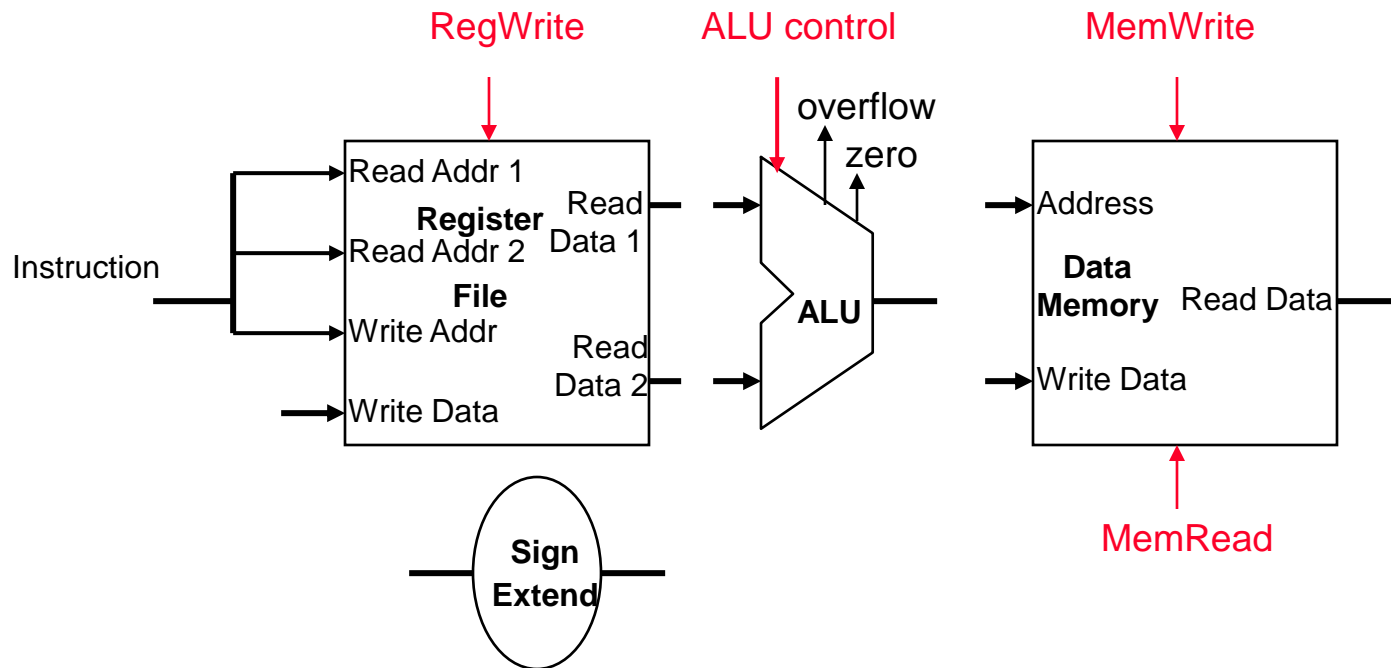 RegWrite
ALU control
MemWrite
overflow
zero
Instruction
Read Addr 1
Register
Read Addr 2
File
Write Addr
Write Data
Read
Data 1
Read
Data 2
ALU
Address
Data
Memory
Read Data
Write Data
Sign
Extend
MemRead